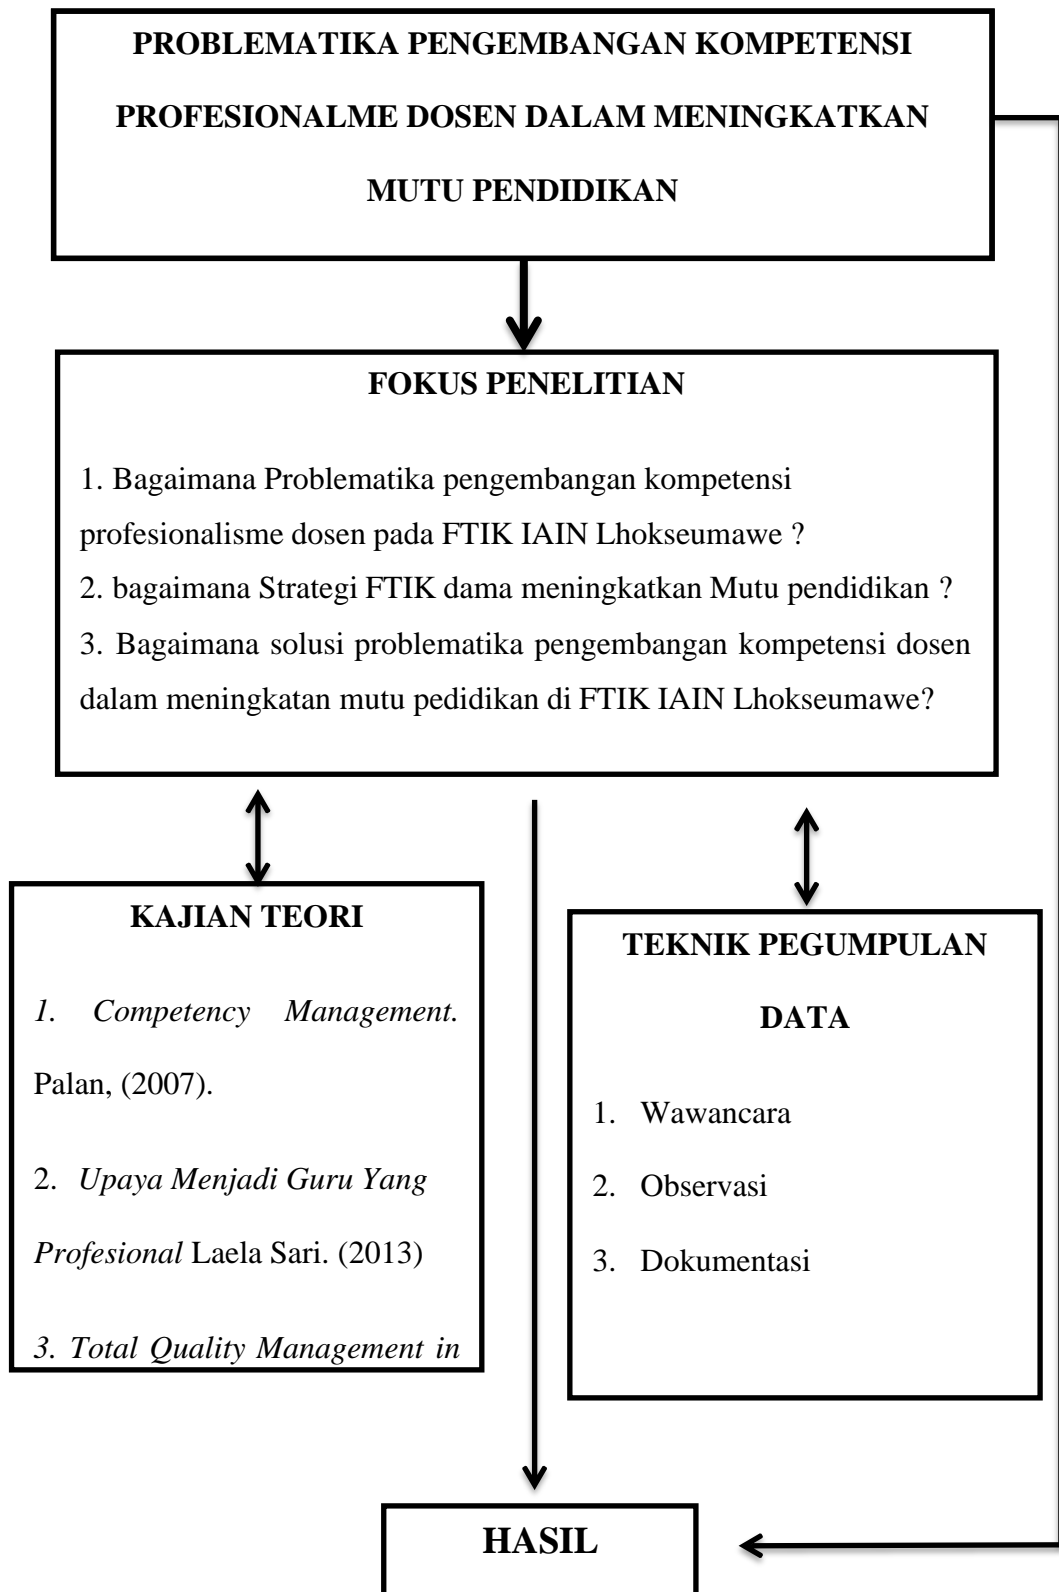 PROBLEMATIKA PENGEMBANGAN KOMPETENSI
PROFESIONALME DOSEN DALAM MENINGKATKAN
MUTU PENDIDIKAN
FOKUS PENELITIAN
1. Bagaimana Problematika pengembangan kompetensi
profesionalisme dosen pada FTIK IAIN Lhokseumawe ?
2. bagaimana Strategi FTIK dama meningkatkan Mutu pendidikan ?
3. Bagaimana solusi problematika pengembangan kompetensi dosen
dalam meningkatan mutu pedidikan di FTIK IAIN Lhokseumawe?
KAJIAN TEORI
1. Competency Management.
Palan, (2007).
2. Upaya Menjadi Guru Yang
Profesional Laela Sari. (2013)
3. Total Quality Management in
TEKNIK PEGUMPULAN
DATA
1. Wawancara
2. Observasi
3. Dokumentasi
HASIL